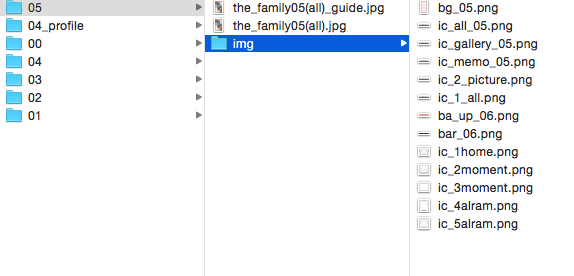 05
04_profile
00
04
03
02
01
the_family05(all)_guide.jpg
the_family05(all).jpg
img
bg_05.png
ic_all_05.png
ic_gallery_05.png
ic_memo_05.png
ic_2_picture.png
ic_1_all.png
ba_up_06.png
bar_06.png
ic_1home.png
ic_2moment.png
ic_3moment.png
ic_4alram.png
ic_5alram.png